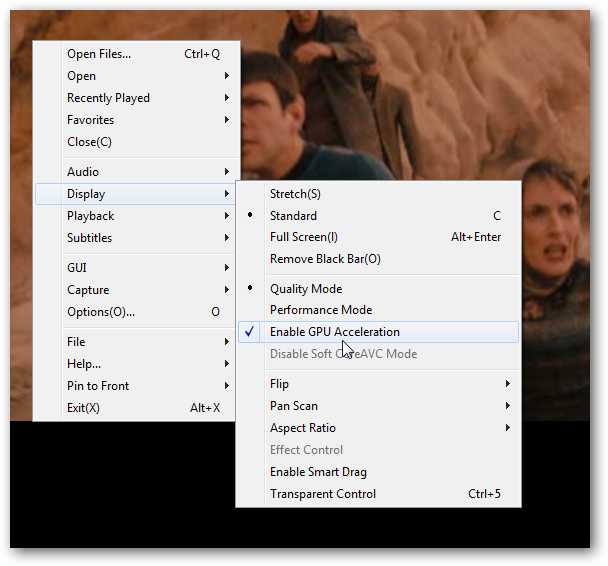 Open Files... Ctrl+Q
Open
Recently Played
Favorites
Close(C)
Audio
Display
Playback
Subtitles
GUI
Capture
Options(O)... O
File
Help...
Pin to Front
Exit(X) Alt+X
Stretch(S)
Standard C
Full Screen(I) Alt+Enter
Remove Black Bar(O)
Quality Mode
Performance Mode
Enable GPU Acceleration
Disable Soft CoreAVC Mode
Flip
Pan Scan
Aspect Ratio
Effect Control
Enable Smart Drag
Transparent Control Ctrl+5